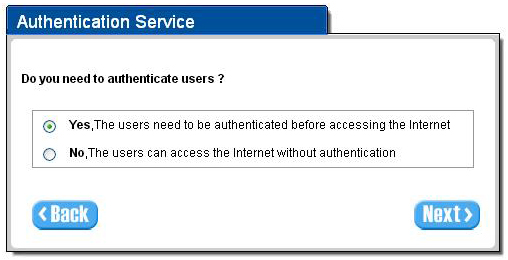 Authentication Service
Do you need to authenticate users ?
Yes,The users need to be authenticated before accessing the Internet
No,The users can access the Internet without authentication
Back
Next